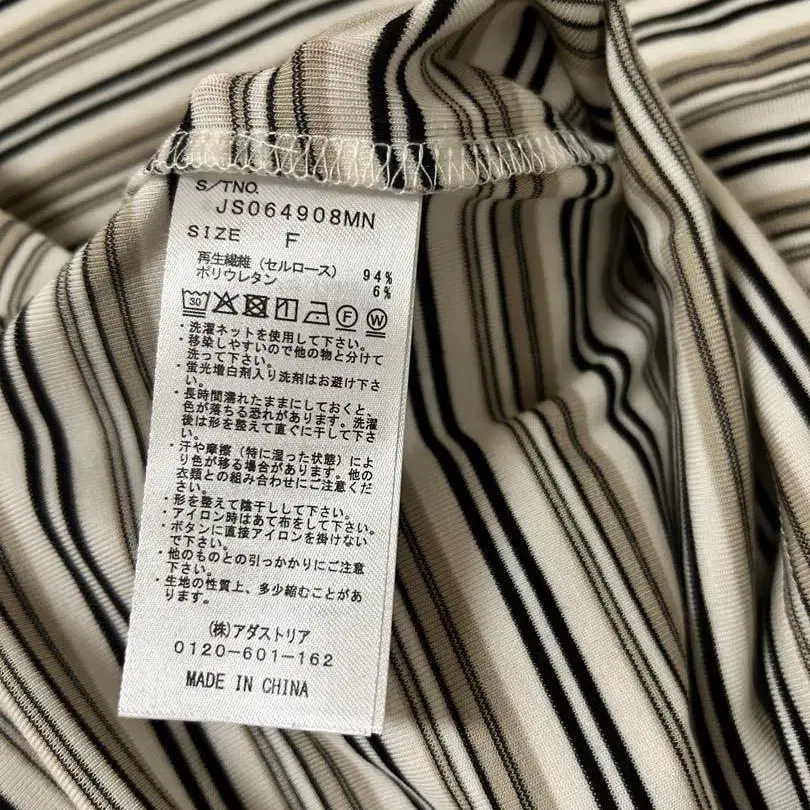 S/TNO.
JS064908MN
SIZE F
再生繊維（セルロース） 94%
ポリウレタン 6%
30 F W
・洗濯ネットを使用して下さい。
・移染しやすいので他の物と分けて
洗って下さい。
・蛍光増白剤入り洗剤はお避け下さ
い。
・長時間濡れたままにしておくと、
色が落ちる恐れがあります。洗濯
後は形を整えて直ぐに干して下さ
い。
・汗や摩擦（特に湿った状態）によ
り色が移る場合があります。他の
衣類との組み合わせにご注意くだ
さい。
・形を整えて陰干しして下さい。
・アイロン時はあて布をして下さい。
・ボタンに直接アイロンを掛けない
で下さい。
・他のものとの引っかかりにご注意
下さい。
・生地の性質上、多少縮むことがあ
ります。
(株)アダストリア
0120-601-162
MADE IN CHINA